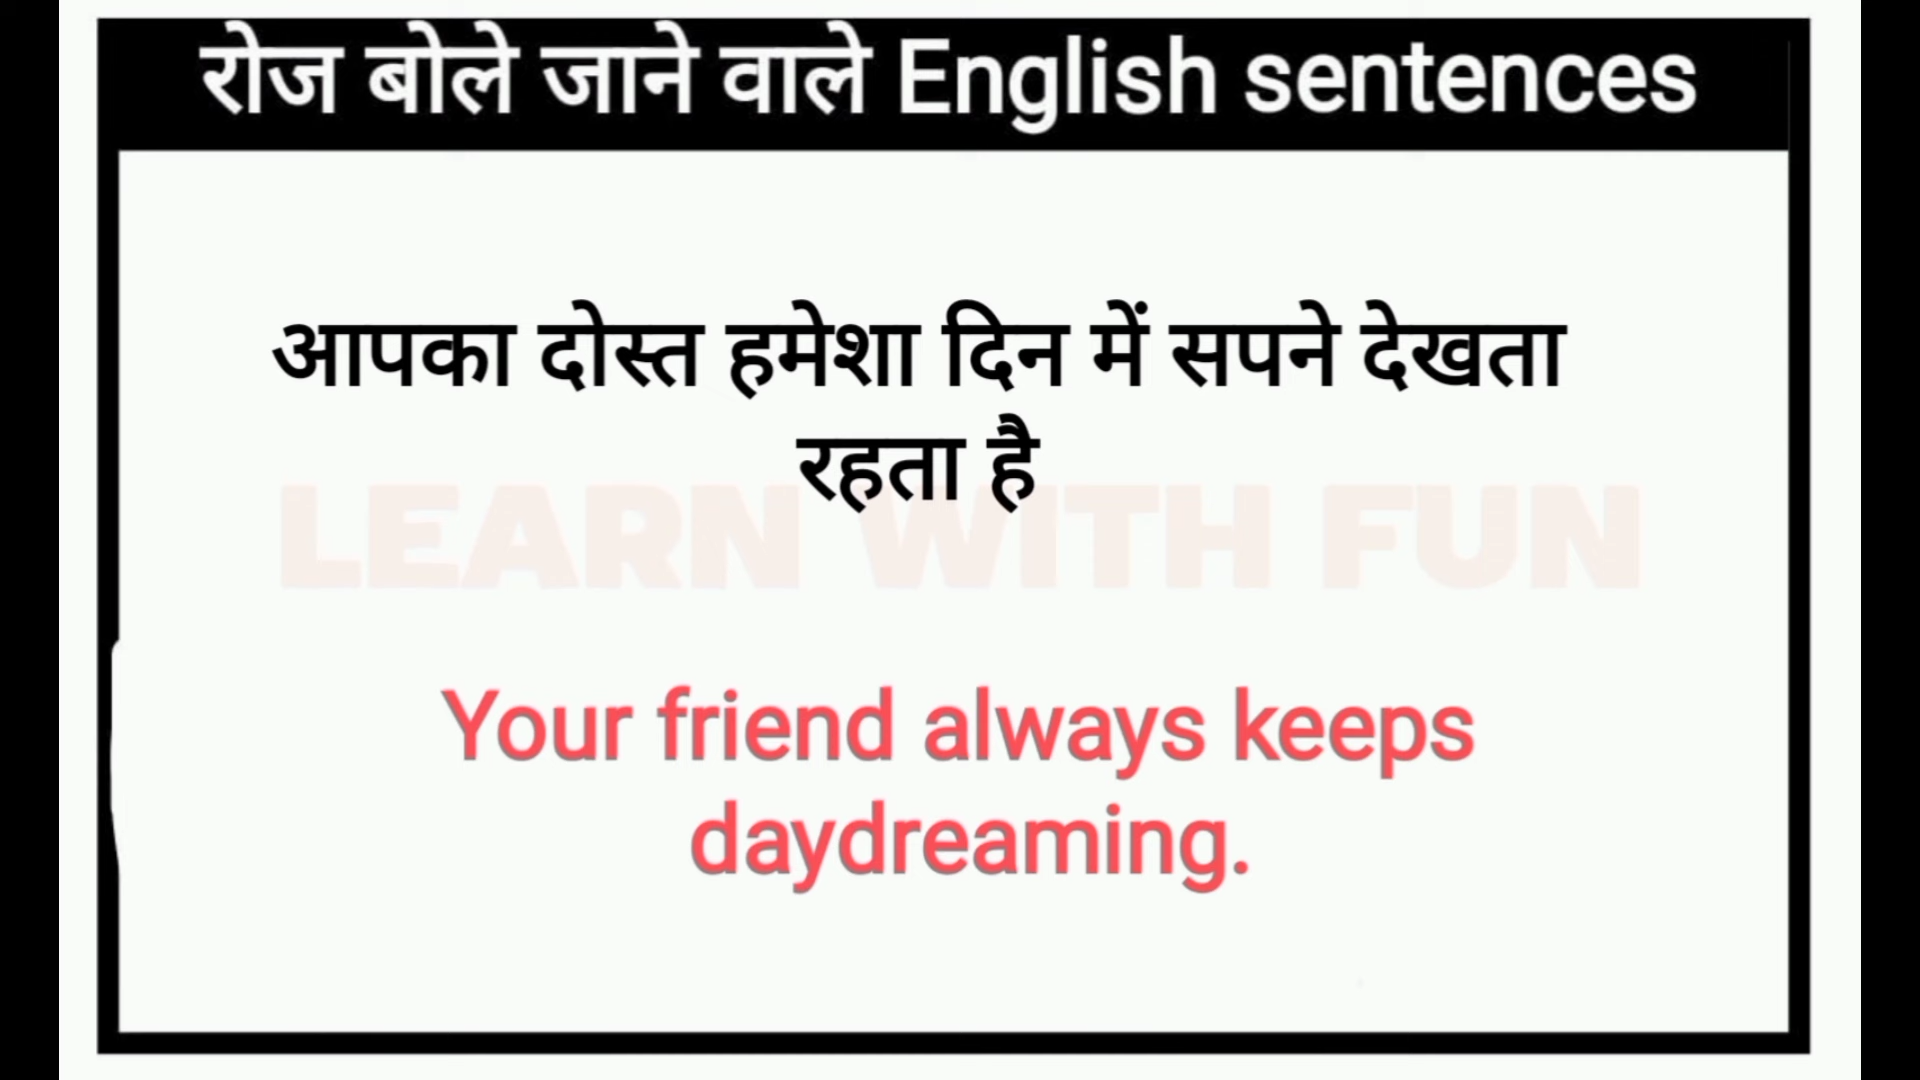 रोज बोले जाने वाले English sentences
आपका दोस्त हमेशा दिन में सपने देखता
रहता है
LEARN WITH FUN
Your friend always keeps
daydreaming.